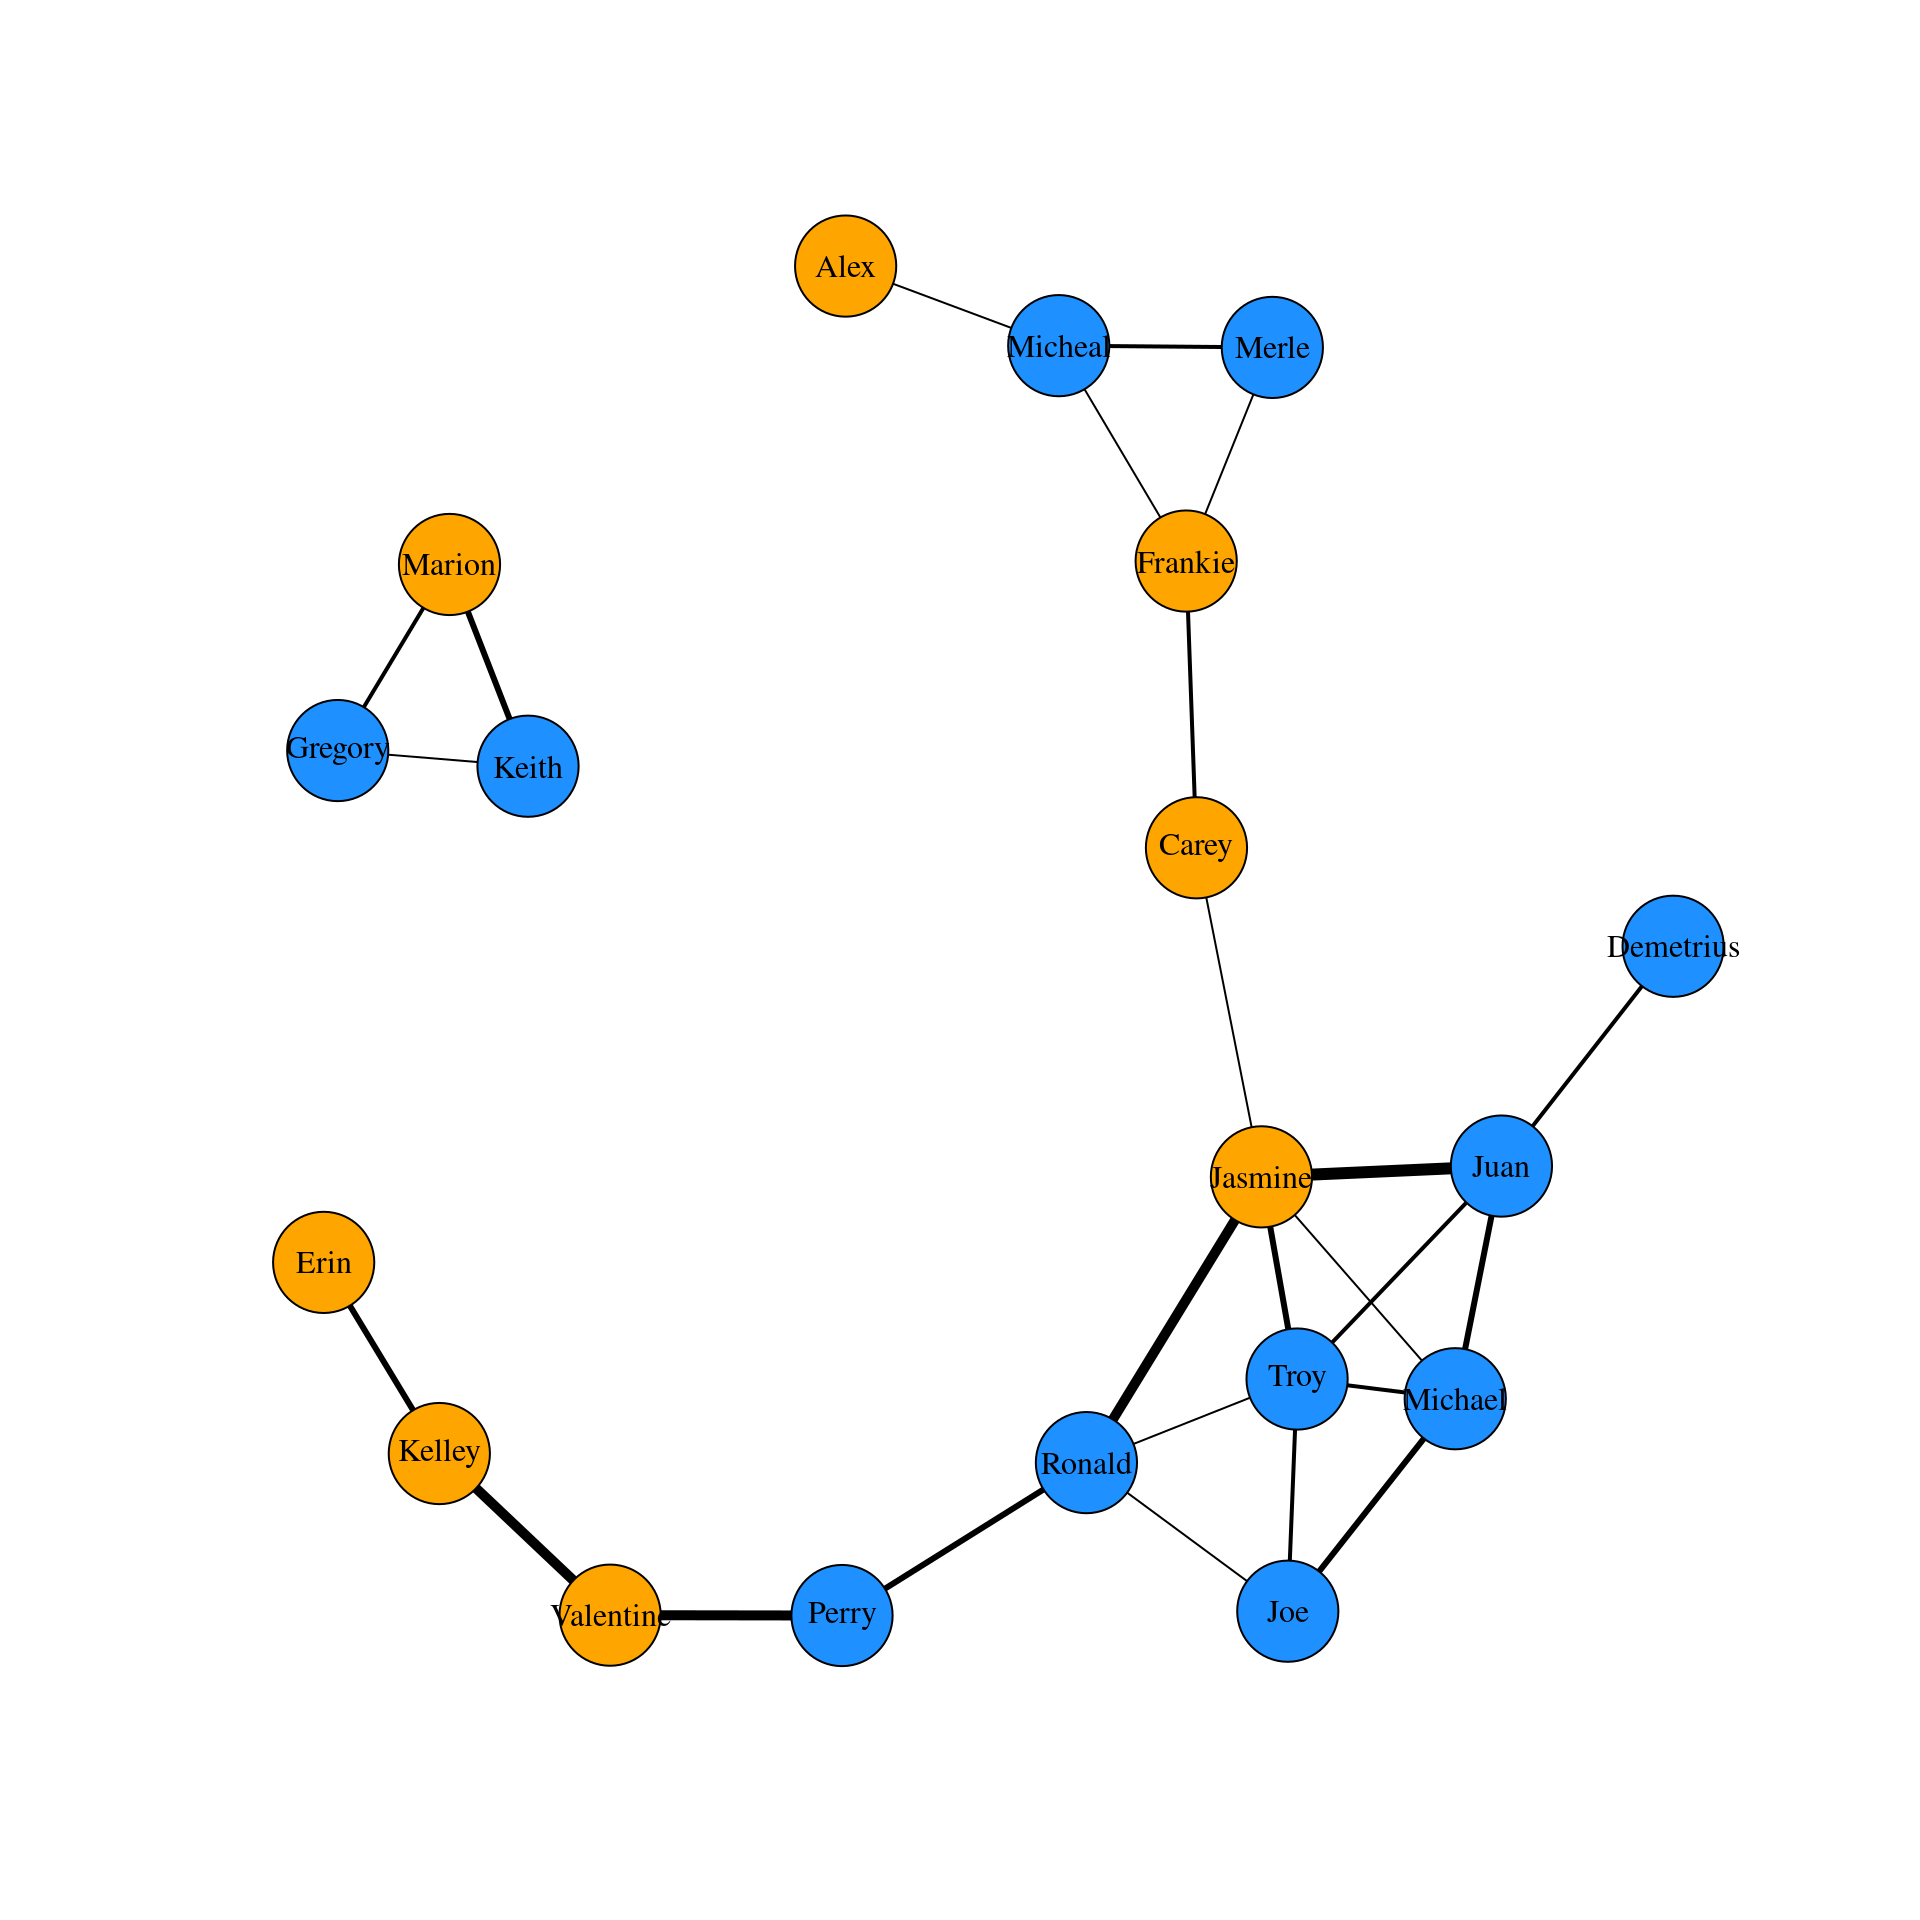 Alex
Micheal
Merle
Marion
Frankie
Gregory
Keith
Carey
Demetrius
Jasmine
Juan
Erin
Troy
Michael
Kelley
Ronald
Valentine
Perry
Joe